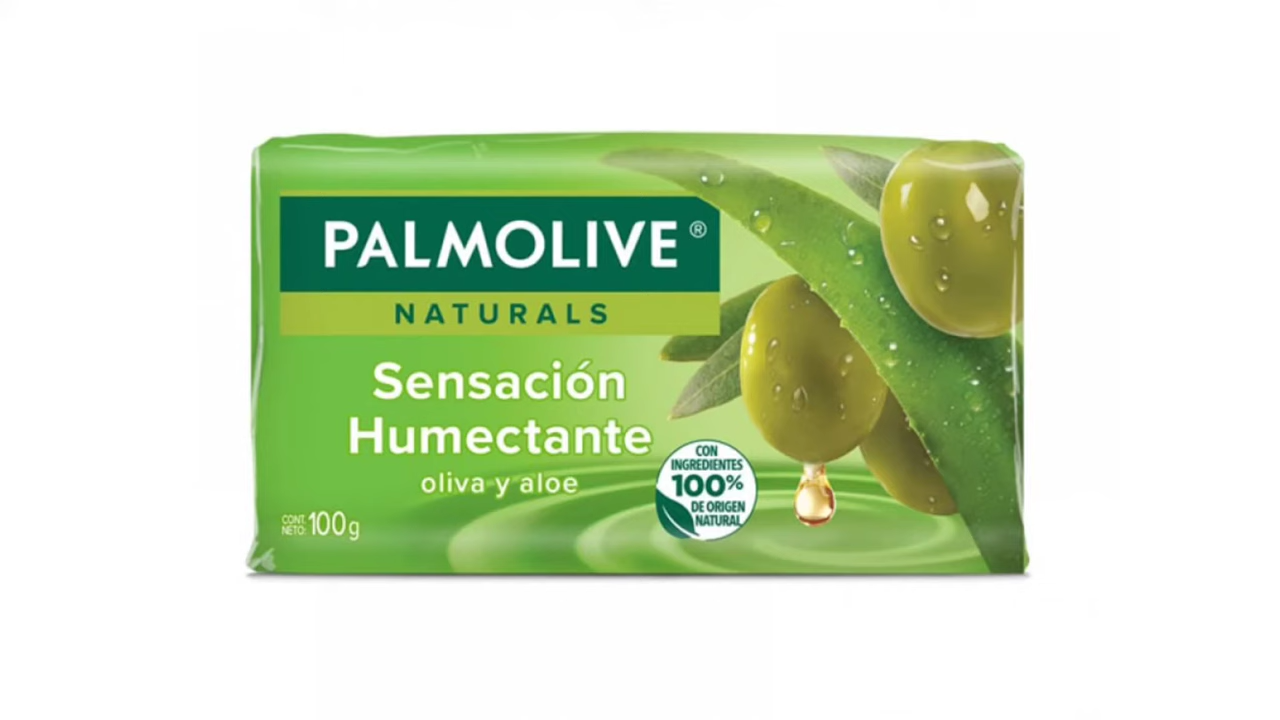 PALMOLIVE®
NATURALS
Sensación
Humectante
oliva y aloe
CON
INGREDIENTES
100%
DE ORIGEN
NATURAL
CONT.
NETO: 100g